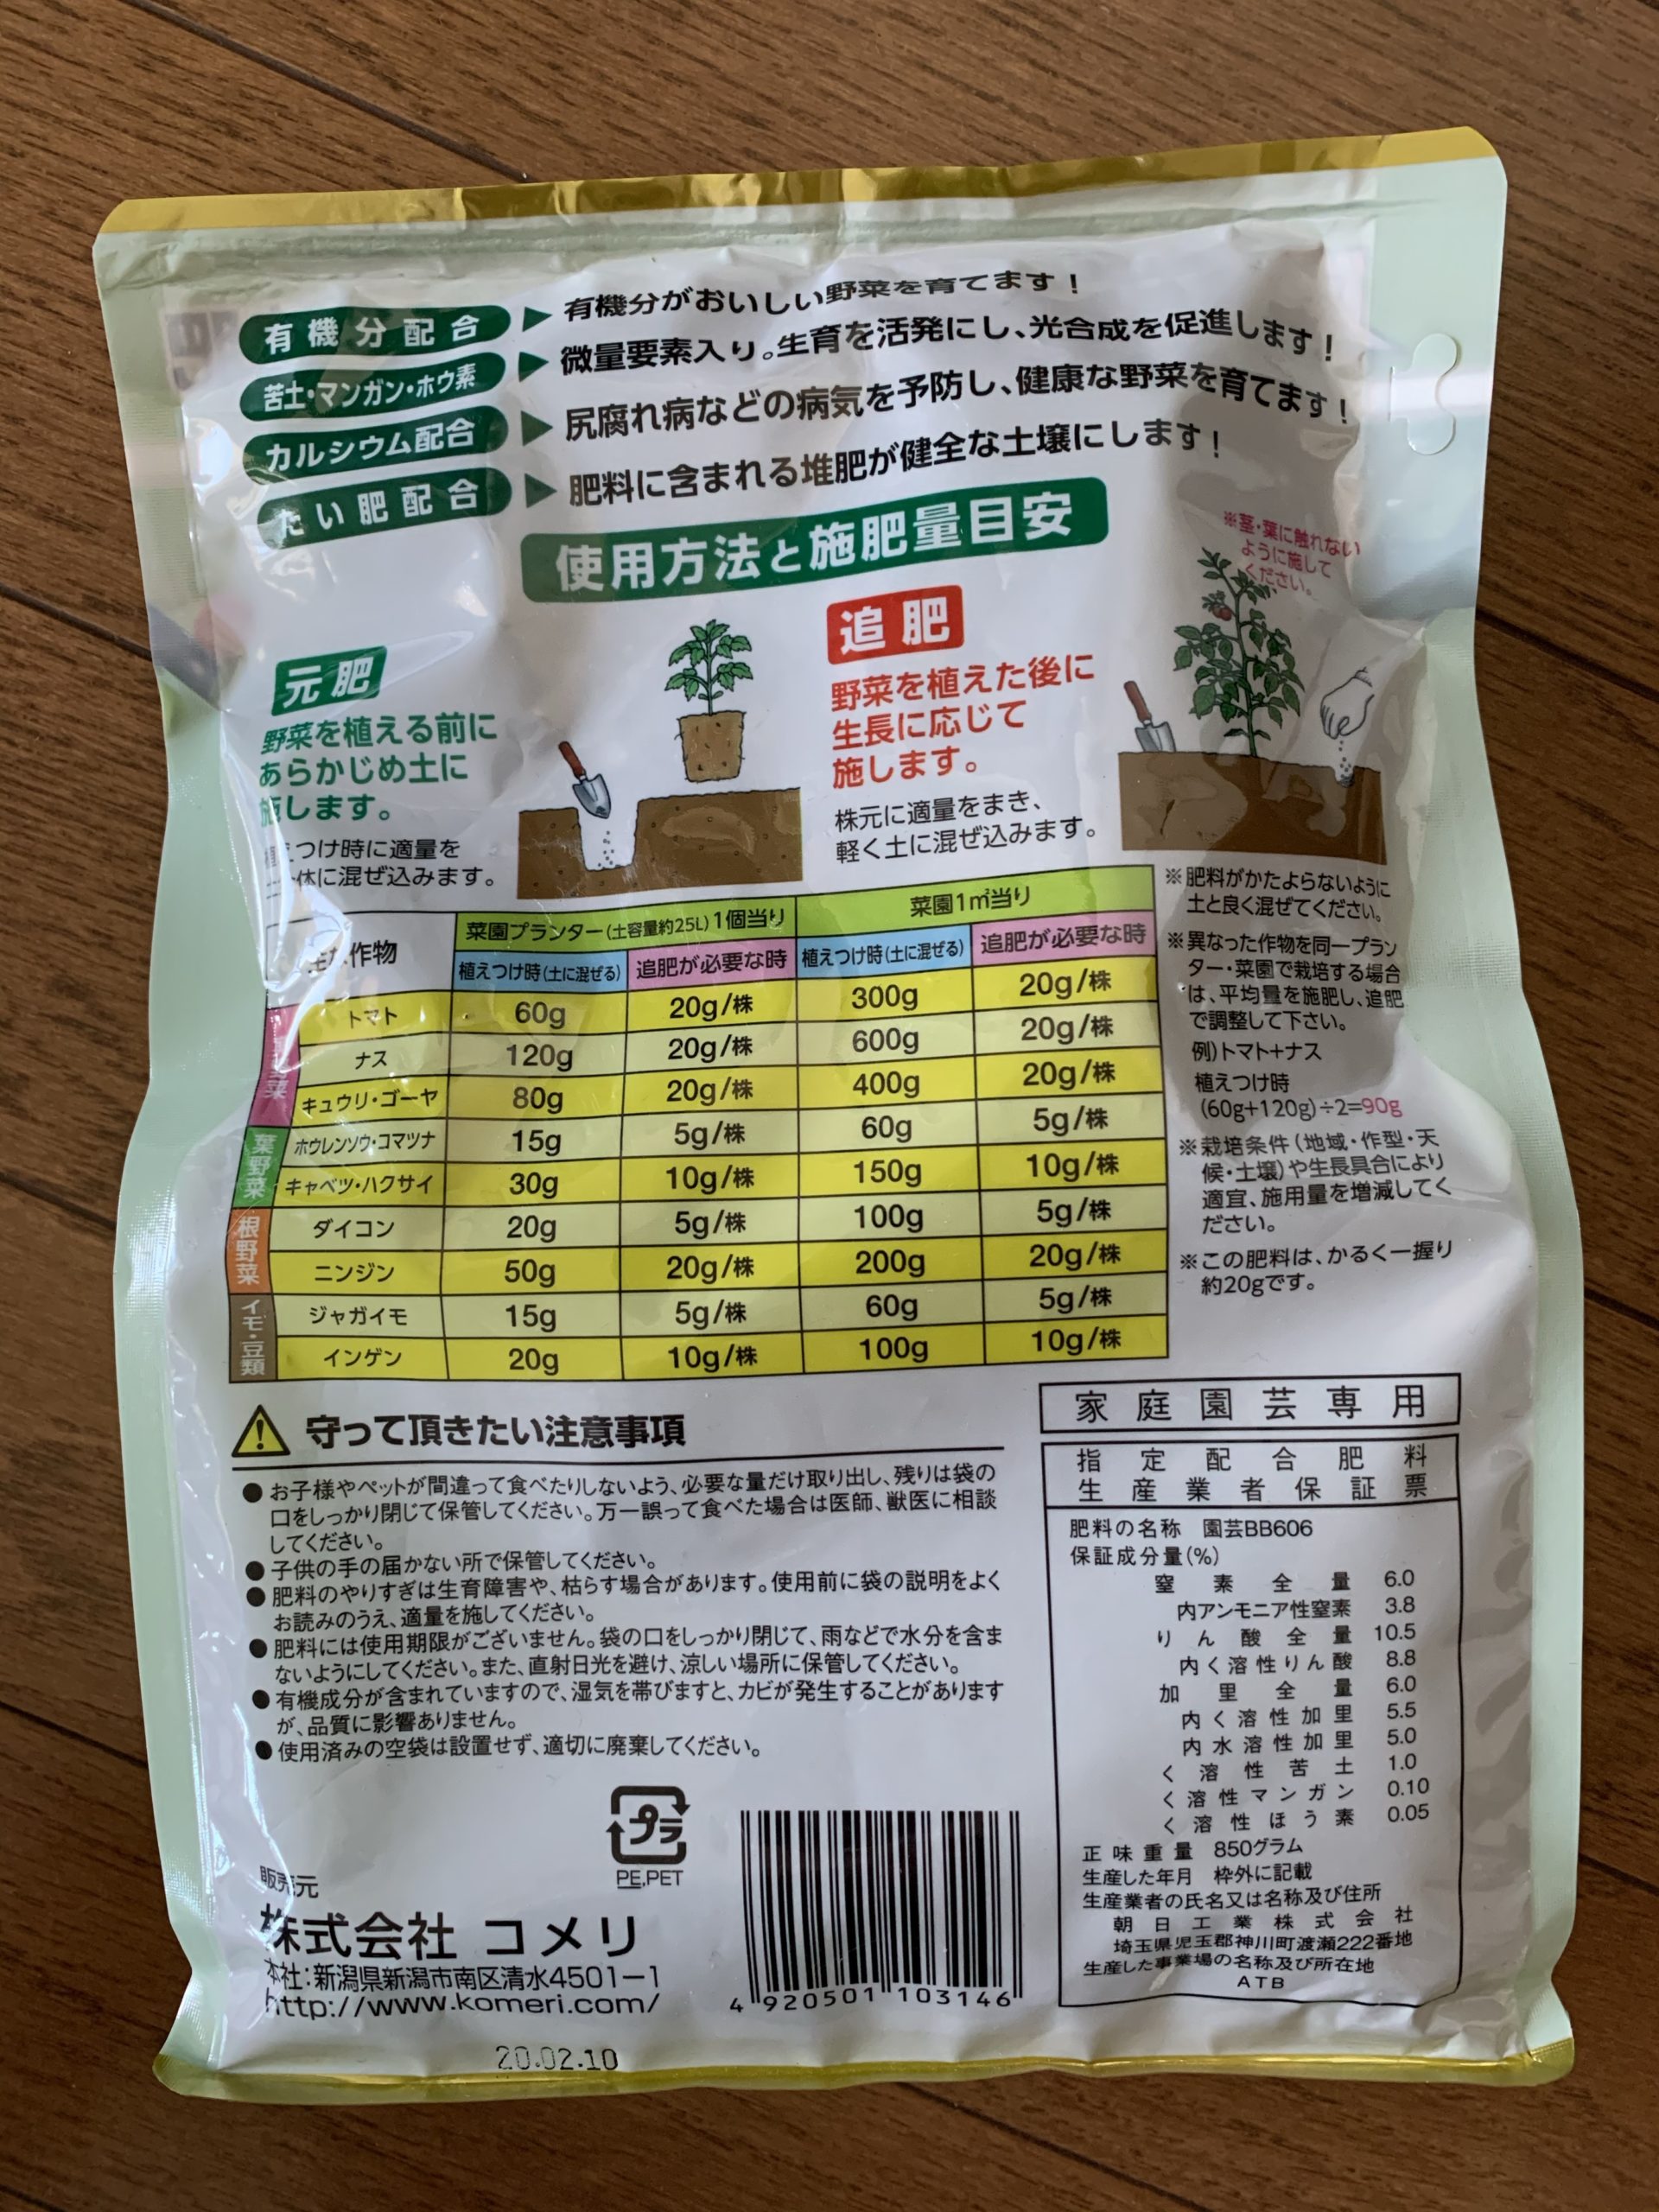 有機分配合 有機分がおいしい野菜を育てます！
苦土・マンガン・ホウ素 微量要素入り。生育を活発にし、光合成を促進します！
カルシウム配合 尻腐れ病などの病気を予防し、健康な野菜を育てます！
たい肥配合 肥料に含まれる堆肥が健全な土壌にします！
使用方法と施肥量目安
元肥
野菜を植える前に
あらかじめ土に
施します。
つけ時に適量を
体に混ぜ込みます。
追肥
野菜を植えた後に
生長に応じて
施します。
株元に適量をまき、
軽く土に混ぜ込みます。
※茎・葉に触れない
ように施して
ください。
作物 菜園プランター(土容量約25L)1個当り 菜園1㎡当り
植えつけ時(土に混ぜる) 追肥が必要な時 植えつけ時(土に混ぜる) 追肥が必要な時
トマト 60g 20g/株 300g 20g/株
ナス 120g 20g/株 600g 20g/株
キュウリ・ゴーヤ 80g 20g/株 400g 20g/株
菜
ホウレンソウ・コマツナ 15g 5g/株 60g 5g/株
キャベツ・ハクサイ 30g 10g/株 150g 10g/株
葉野菜
ダイコン 20g 5g/株 100g 5g/株
ニンジン 50g 20g/株 200g 20g/株
根野菜
ジャガイモ 15g 5g/株 60g 5g/株
インゲン 20g 10g/株 100g 10g/株
イモ・豆類
※肥料がかたよらないように
土と良く混ぜてください。
※異なった作物を同一プラン
ター・菜園で栽培する場合
は、平均量を施肥し、追肥
で調整して下さい。
例)トマト+ナス
植えつけ時
(60g+120g)÷2=90g
※栽培条件(地域・作型・天
候・土壌)や生長具合により
適宜、施用量を増減してく
ださい。
※この肥料は、かるく一握り
約20gです。
守って頂きたい注意事項
●お子様やペットが間違って食べたりしないよう、必要な量だけ取り出し、残りは袋の
口をしっかり閉じて保管してください。万一誤って食べた場合は医師、獣医に相談
してください。
●子供の手の届かない所で保管してください。
●肥料のやりすぎは生育障害や、枯らす場合があります。使用前に袋の説明をよく
お読みのうえ、適量を施してください。
●肥料には使用期限がございません。袋の口をしっかり閉じて、雨などで水分を含ま
ないようにしてください。また、直射日光を避け、涼しい場所に保管してください。
●有機成分が含まれていますので、湿気を帯びますと、カビが発生することがあります
が、品質に影響ありません。
●使用済みの空袋は設置せず、適切に廃棄してください。
家庭園芸専用
指定配合肥料
生産業者保証票
肥料の名称 園芸BB606
保証成分量(%)
窒素全量 6.0
内アンモニア性窒素 3.8
りん酸全量 10.5
内く溶性りん酸 8.8
加里全量 6.0
内く溶性加里 5.5
内水溶性加里 5.0
く溶性苦土 1.0
く溶性マンガン 0.10
く溶性ほう素 0.05
正味重量 850グラム
生産した年月 枠外に記載
生産業者の氏名又は名称及び住所
朝日工業株式会社
埼玉県児玉郡神川町渡瀬222番地
生産した事業場の名称及び所在地
ATB
プラ
PE,PET
販売元
株式会社 コメリ
本社:新潟県新潟市南区清水4501-1
http://www.komeri.com/
4 920501 103146
20.02.10